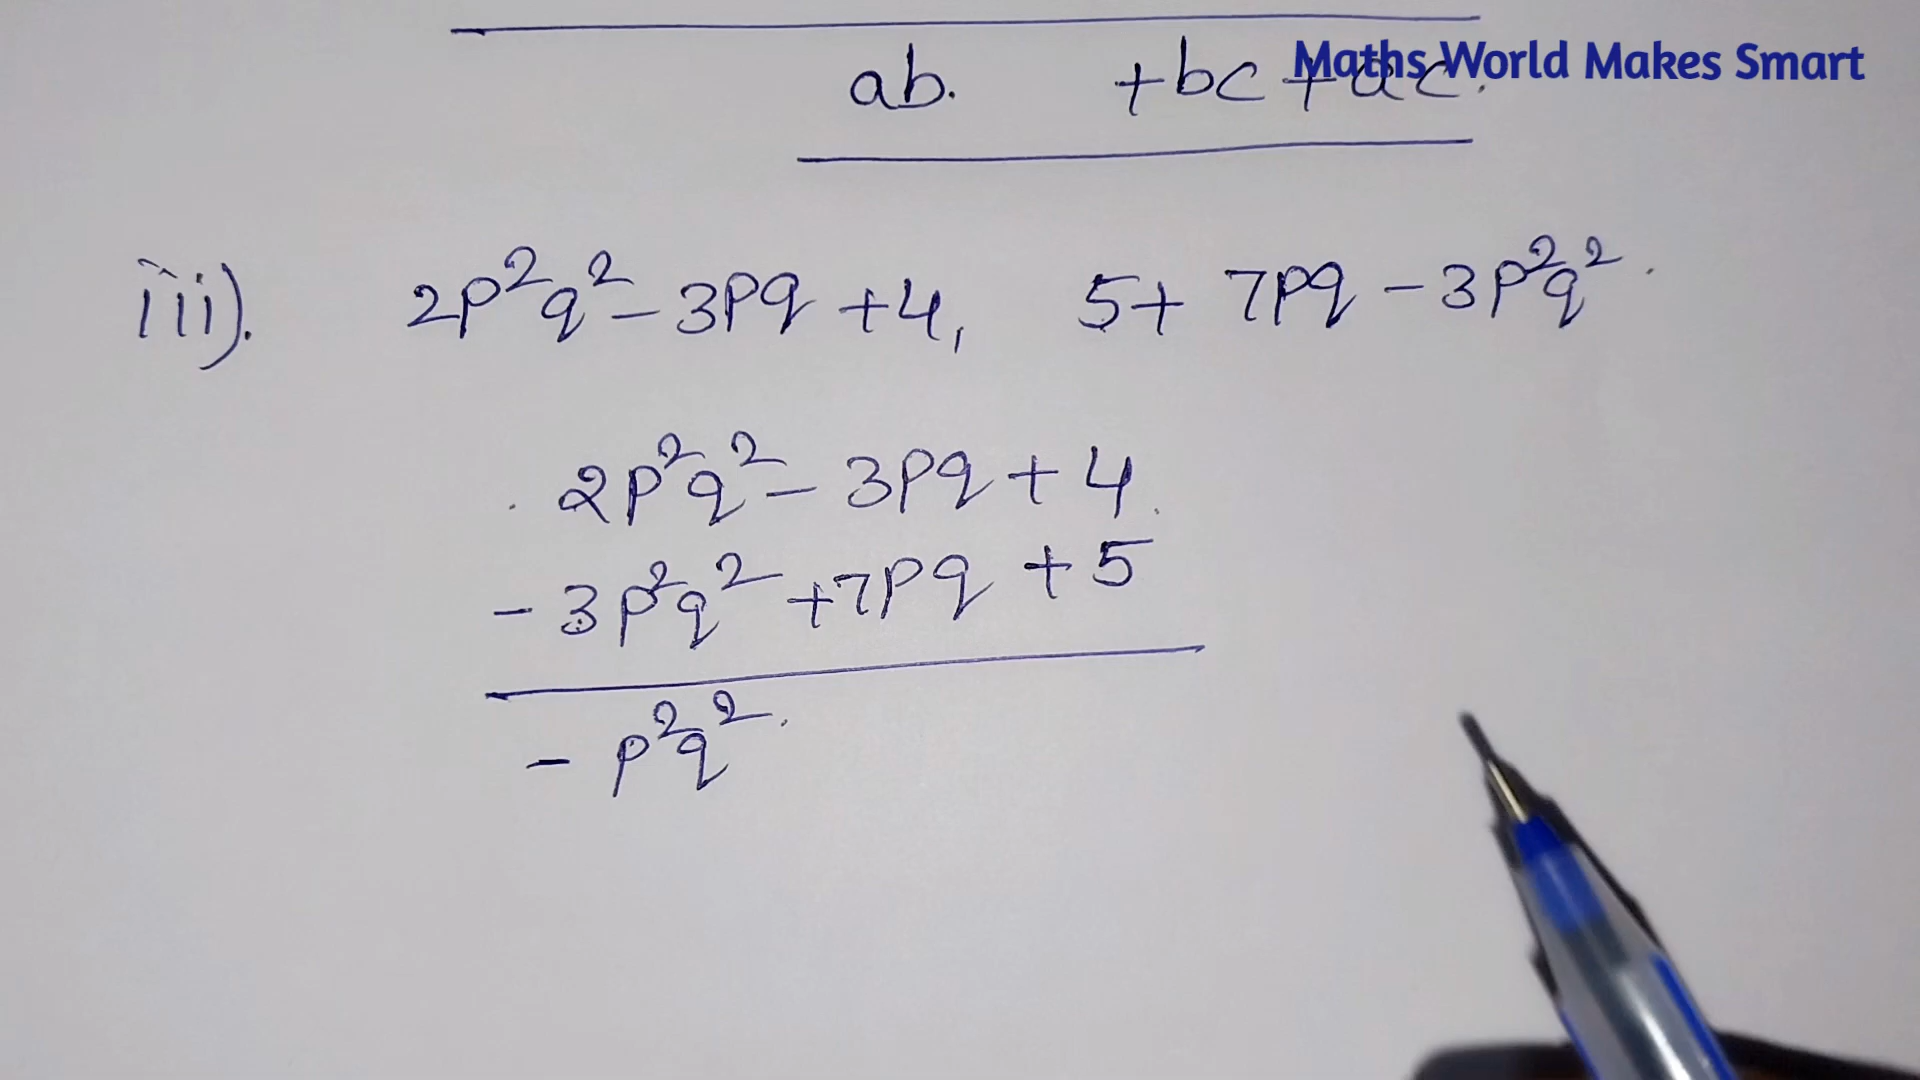 Maths World Makes Smart
ab. +bc +ac.
iii). 2p²q² - 3pq + 4, 5 + 7pq - 3p²q².
2p²q² - 3pq + 4
- 3p²q² + 7pq + 5
- p²q²